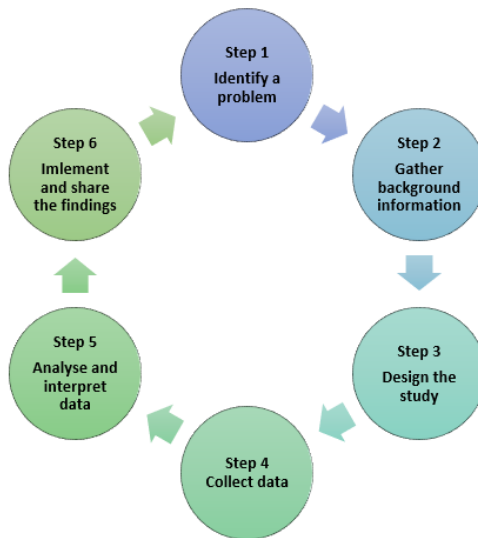 Step 1
Identify a
problem
Step 2
Gather
background
information
Step 3
Design the
study
Step 4
Collect data
Step 5
Analyse and
interpret
data
Step 6
Imlement
and share
the findings